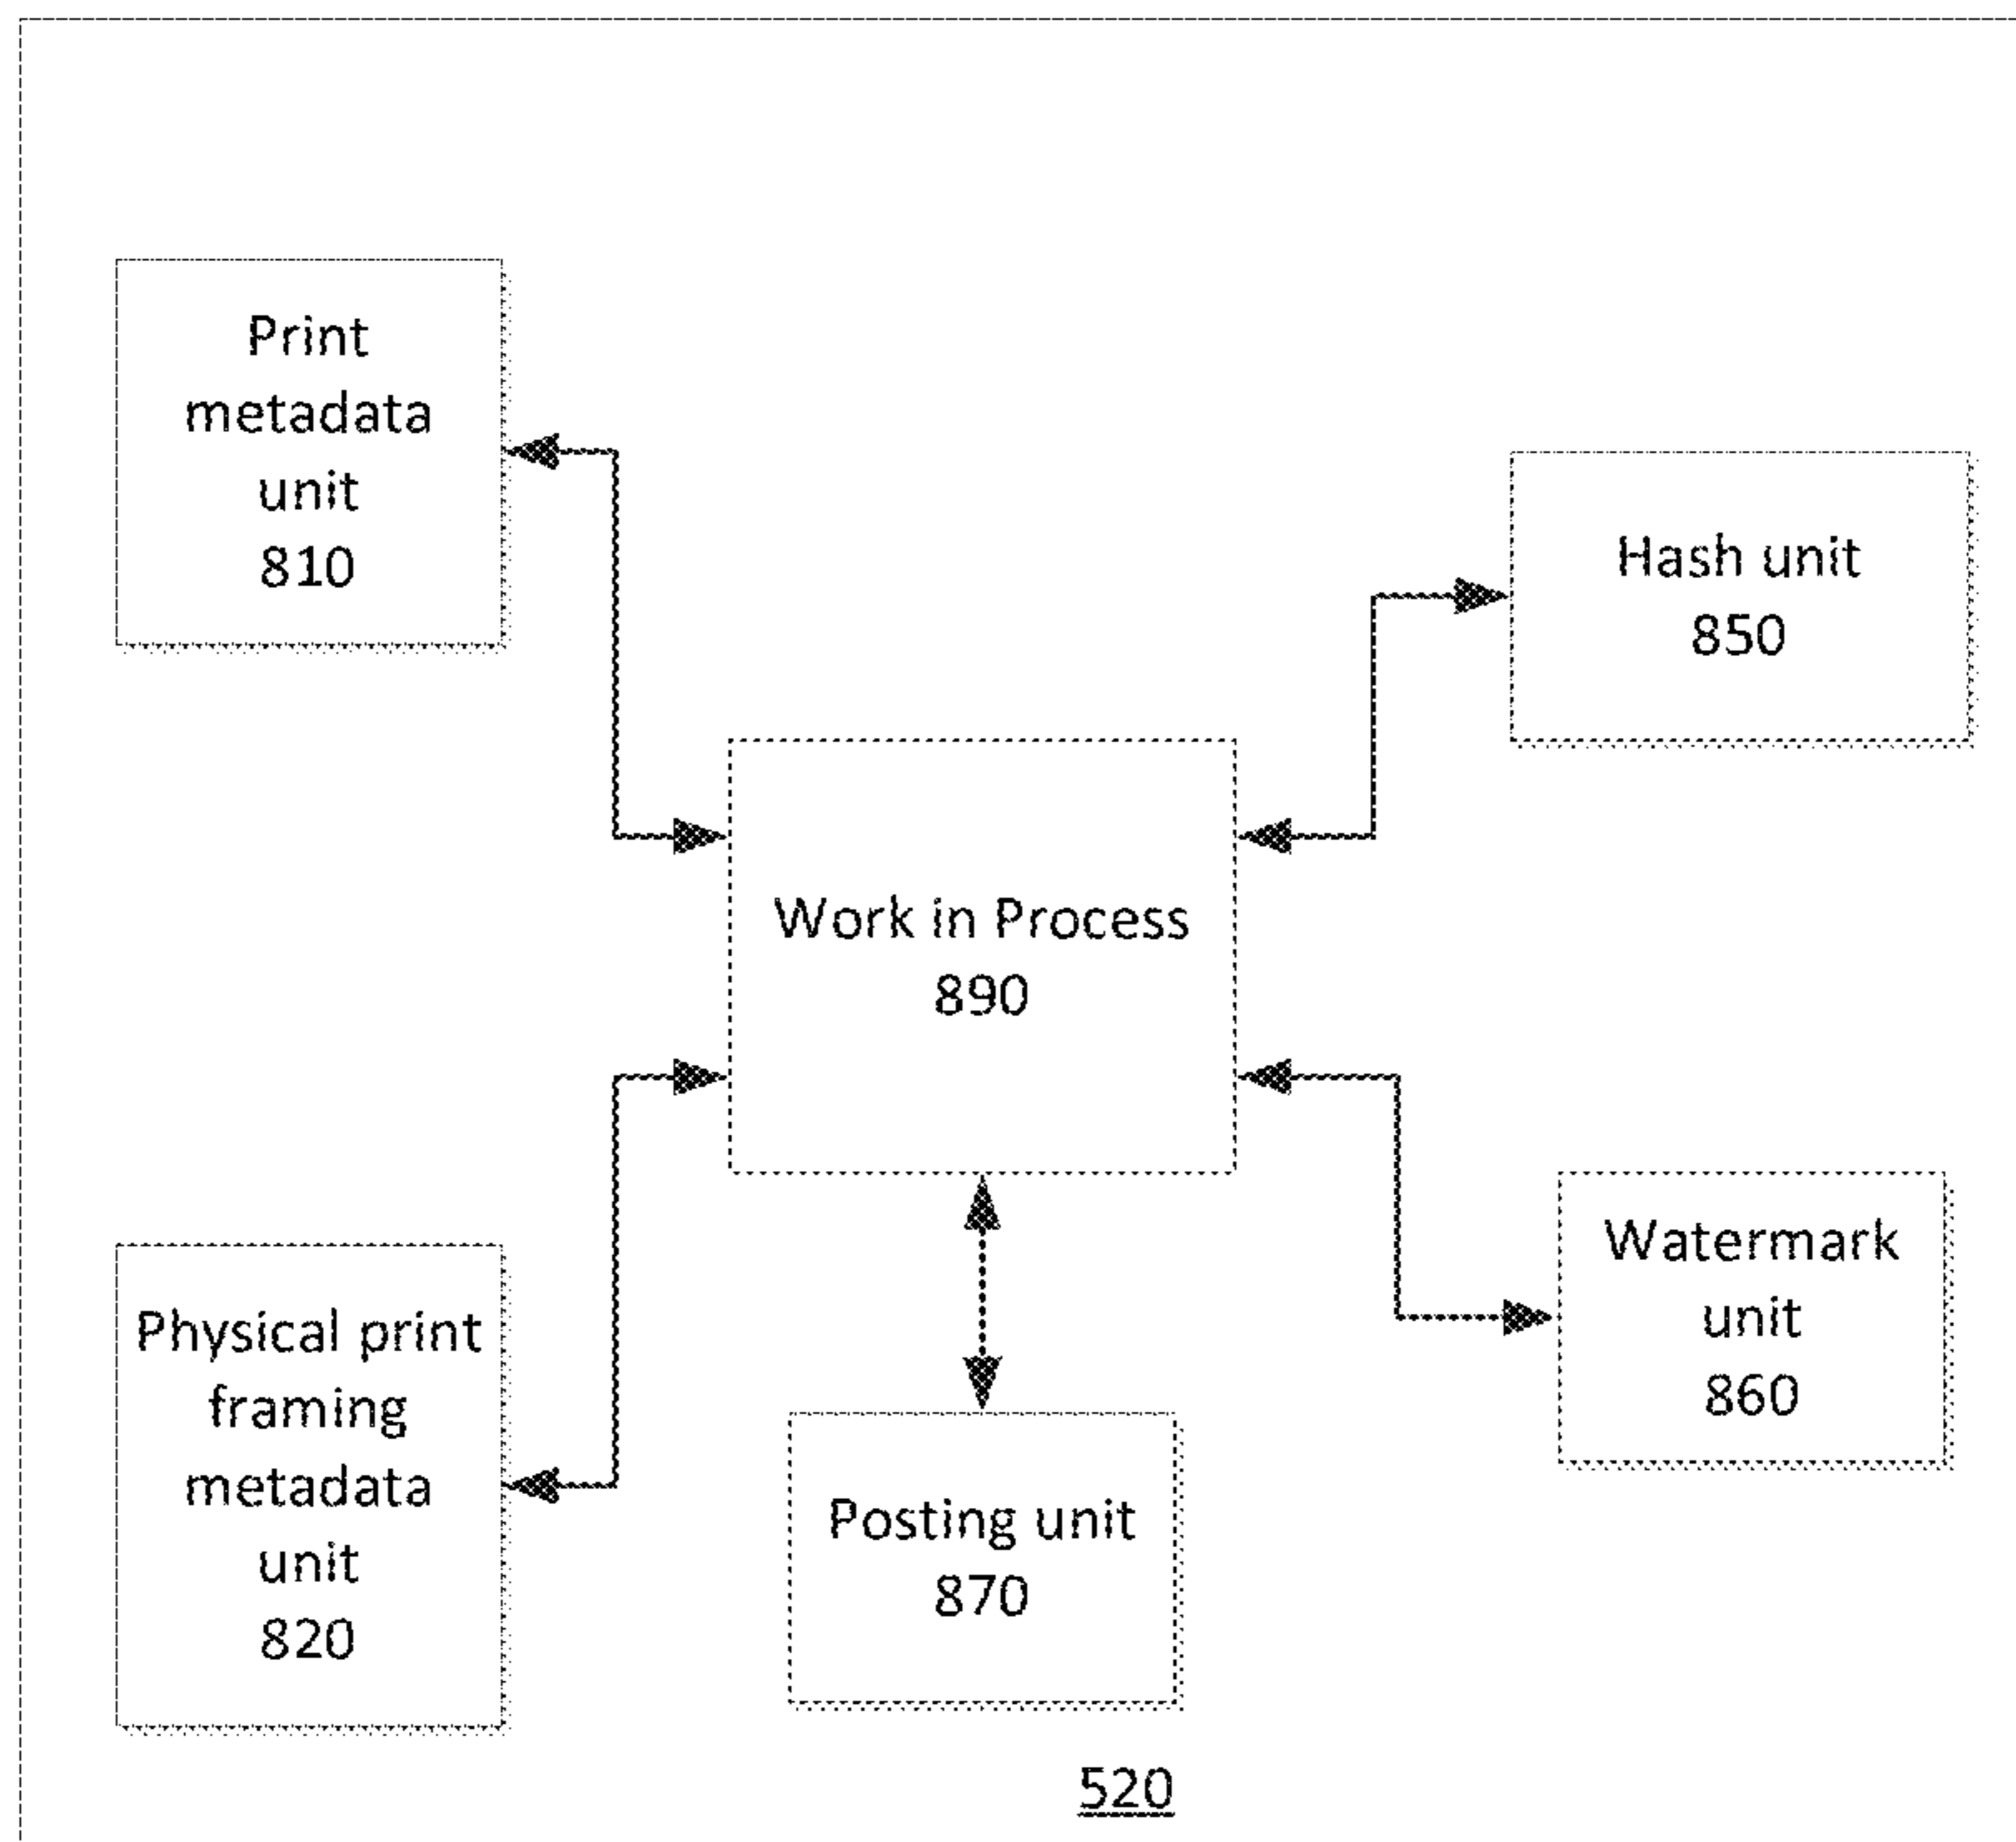 Print
metadata
unit
810
Hash unit
850
Work in Process
890
Physical print
framing
metadata
unit
820
Watermark
unit
860
Posting unit
870
520